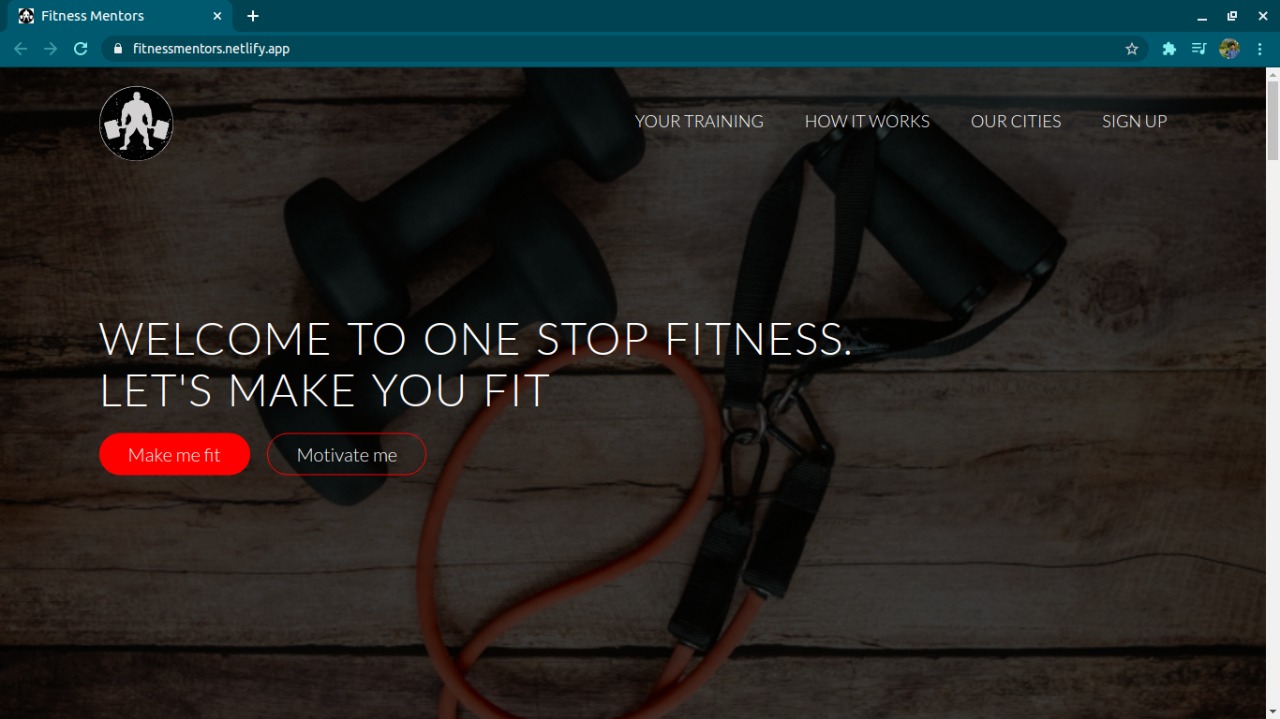 Fitness Mentors
fitnessmentors.netlify.app
YOUR TRAINING HOW IT WORKS OUR CITIES SIGN UP
WELCOME TO ONE STOP FITNESS.
LET'S MAKE YOU FIT
Make me fit Motivate me